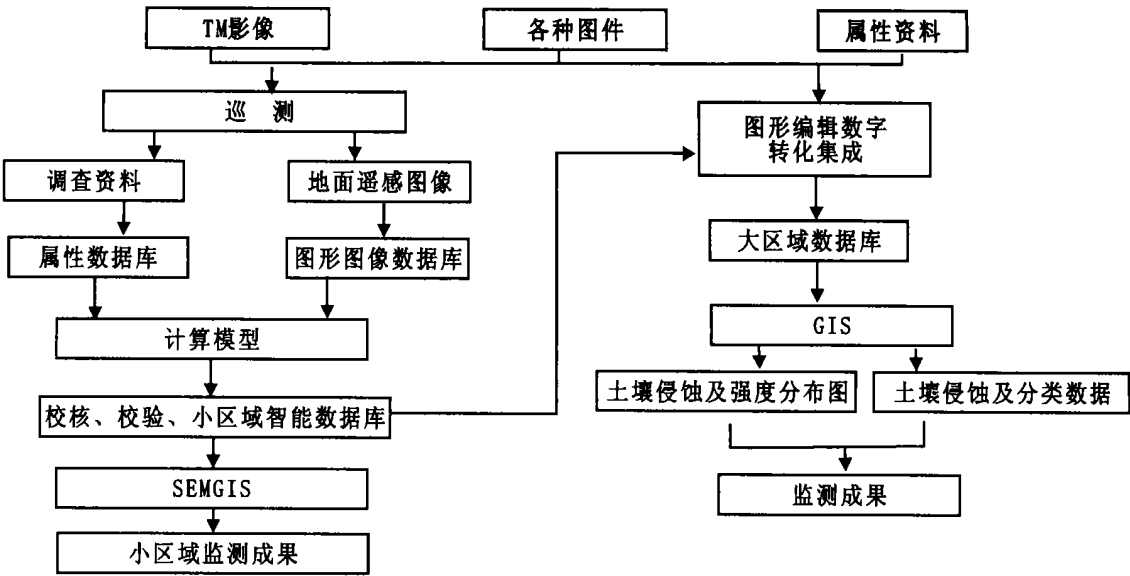 TM影像
各种图件
属性资料
巡 测
图形编辑数字
转化集成
调查资料
地面遥感图像
大区域数据库
属性数据库
图形图像数据库
GIS
计算模型
土壤侵蚀及强度分布图
土壤侵蚀及分类数据
校核、校验、小区域智能数据库
SEMGIS
监测成果
小区域监测成果